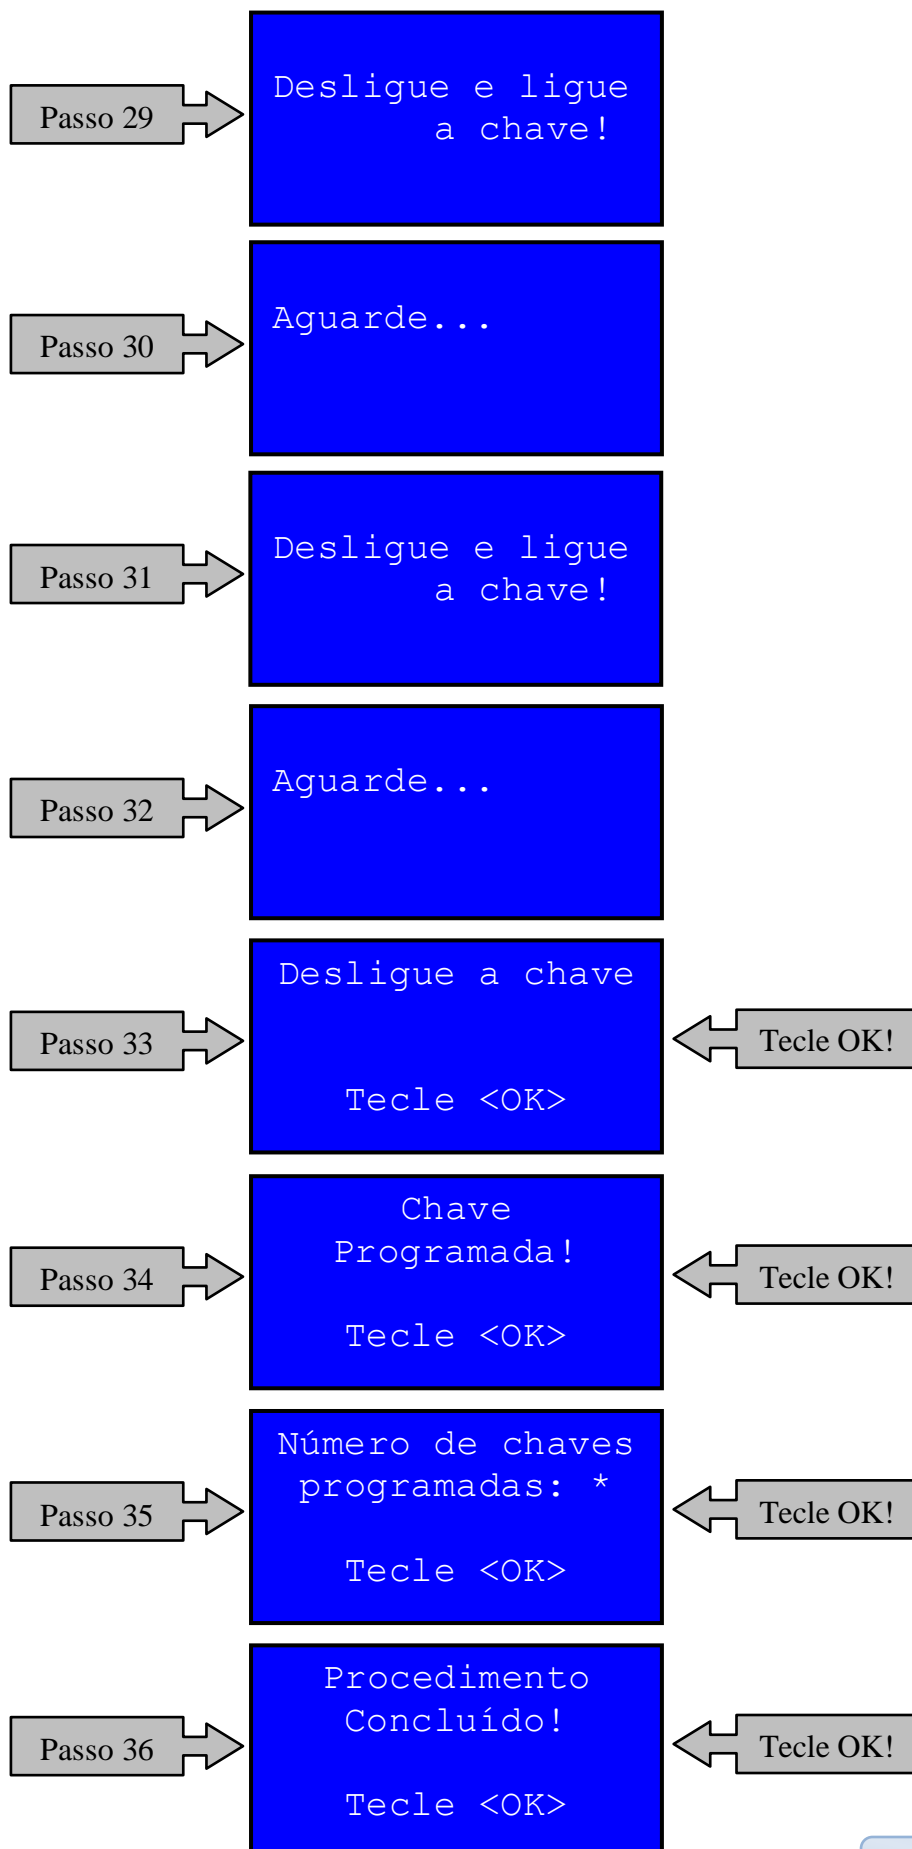 Passo 29
Desligue e ligue
a chave!
Passo 30
Aguarde...
Passo 31
Desligue e ligue
a chave!
Passo 32
Aguarde...
Passo 33
Desligue a chave
Tecle <OK>
Tecle OK!
Passo 34
Chave
Programada!
Tecle <OK>
Tecle OK!
Passo 35
Número de chaves
programadas: *
Tecle <OK>
Tecle OK!
Passo 36
Procedimento
Concluído!
Tecle <OK>
Tecle OK!